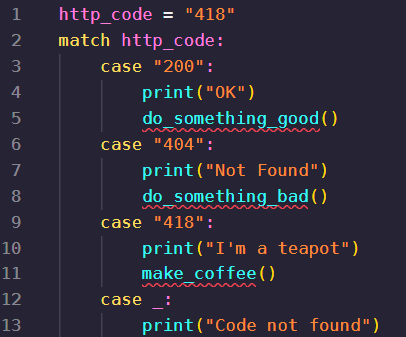 1 http_code = "418"
2 match http_code:
3     case "200":
4         print("OK")
5         do_something_good()
6     case "404":
7         print("Not Found")
8         do_something_bad()
9     case "418":
10         print("I'm a teapot")
11         make_coffee()
12     case _:
13         print("Code not found")